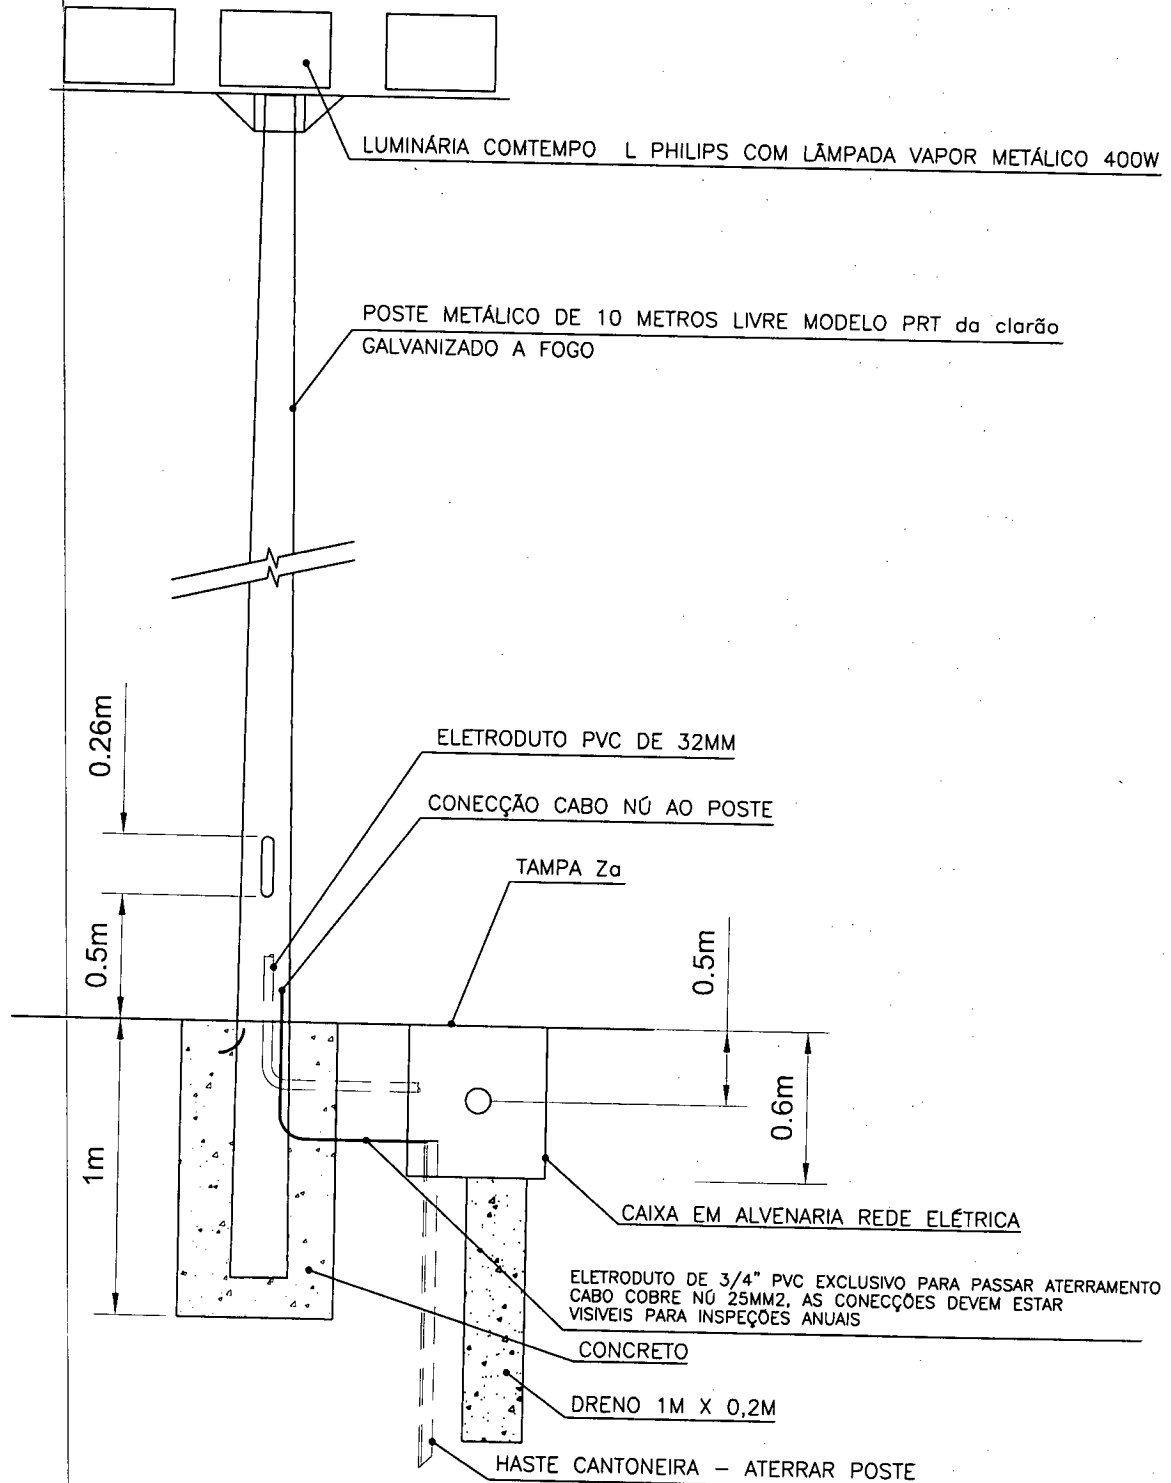 LUMINÁRIA COMTEMPO L PHILIPS COM LÂMPADA VAPOR METÁLICO 400W
POSTE METÁLICO DE 10 METROS LIVRE MODELO PRT da clarão
GALVANIZADO A FOGO
0.26m
ELETRODUTO PVC DE 32MM
CONECÇÃO CABO NÚ AO POSTE
TAMPA Za
0.5m
0.5m
0.6m
1m
CAIXA EM ALVENARIA REDE ELÉTRICA
ELETRODUTO DE 3/4" PVC EXCLUSIVO PARA PASSAR ATERRAMENTO
CABO COBRE NÚ 25MM2, AS CONECÇÕES DEVEM ESTAR
VISIVEIS PARA INSPEÇÕES ANUAIS
CONCRETO
DRENO 1M X 0,2M
HASTE CANTONEIRA – ATERRAR POSTE